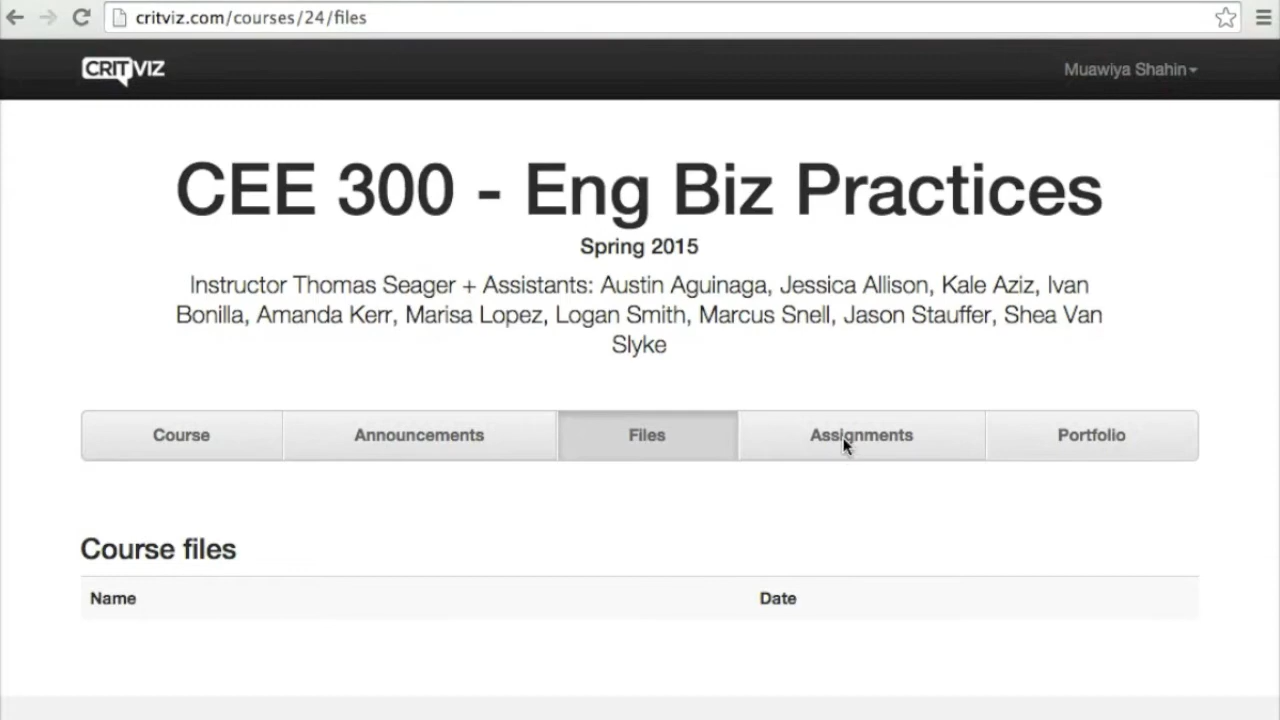 critviz.com/courses/24/files
CRITVIZ
Muawiya Shahin
CEE 300 - Eng Biz Practices
Spring 2015
Instructor Thomas Seager + Assistants: Austin Aguinaga, Jessica Allison, Kale Aziz, Ivan
Bonilla, Amanda Kerr, Marisa Lopez, Logan Smith, Marcus Snell, Jason Stauffer, Shea Van
Slyke
Course Announcements Files Assignments Portfolio
Course files
Name Date